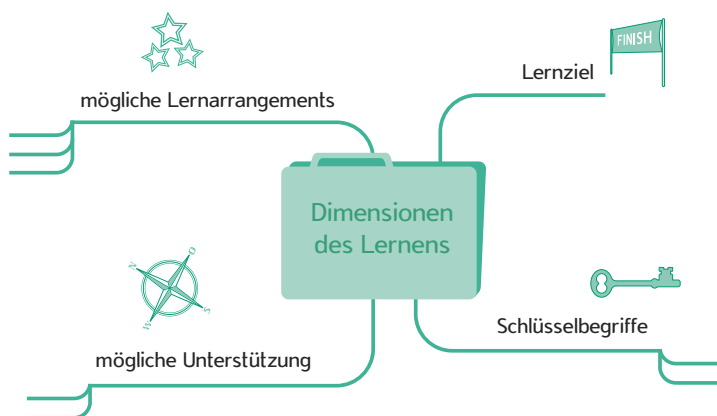 FINISH
Lernziel
mögliche Lernarrangements
Dimensionen
des Lernens
N
O
S
W
Schlüsselbegriffe
mögliche Unterstützung